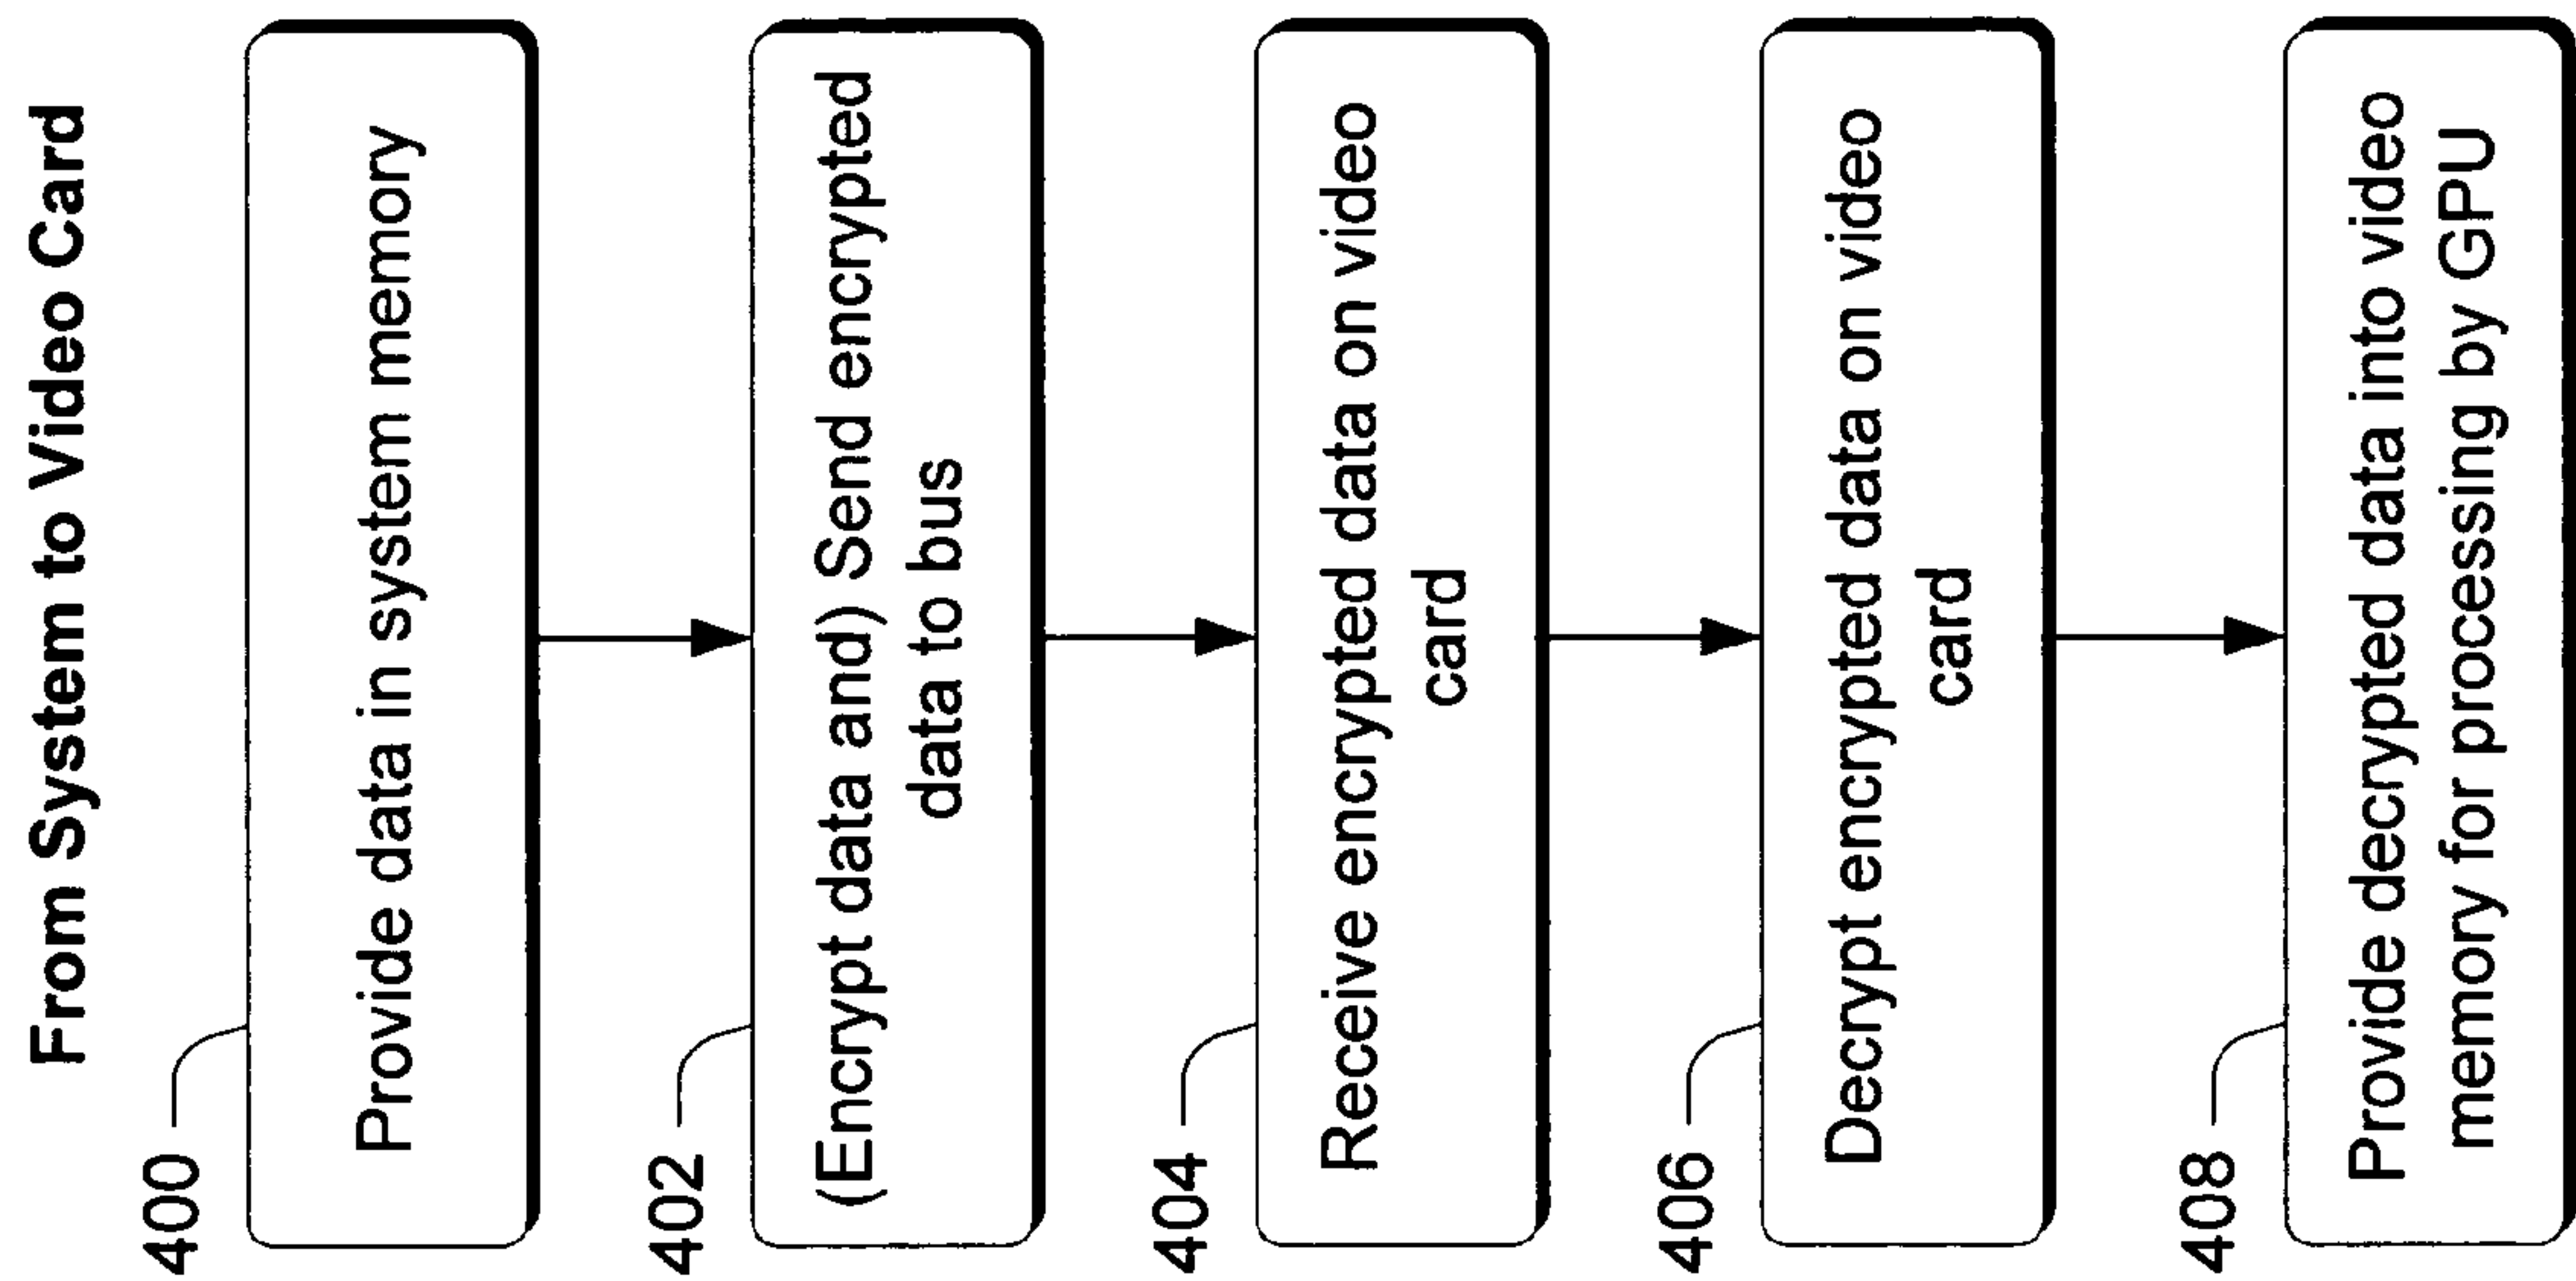 From System to Video Card
400
Provide data in system memory
402
(Encrypt data and) Send encrypted
data to bus
404
Receive encrypted data on video
card
406
Decrypt encrypted data on video
card
408
Provide decrypted data into video
memory for processing by GPU